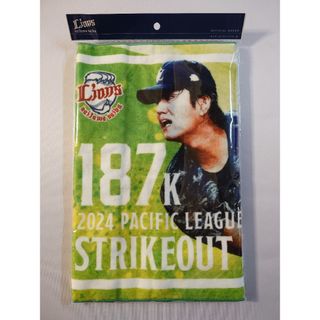 Lions
Lions
187K
2024 PACIFIC LEAGUE
STRIKEOUT